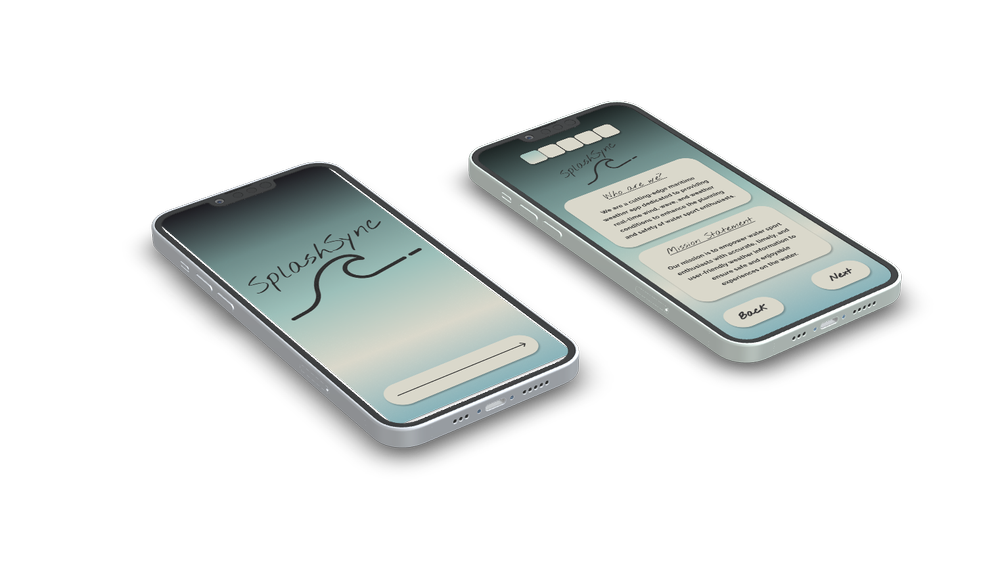 SplashSync
SplashSync
Who are we?
We are a cutting-edge maritime
weather app dedicated to providing
real-time wind, wave, and weather
conditions to enhance the planning
and safety of water sport enthusiasts.
Mission Statement
Our mission is to empower water sport
enthusiasts with accurate, timely, and
user-friendly weather information to
ensure safe and enjoyable
experiences on the water.
Back
Next